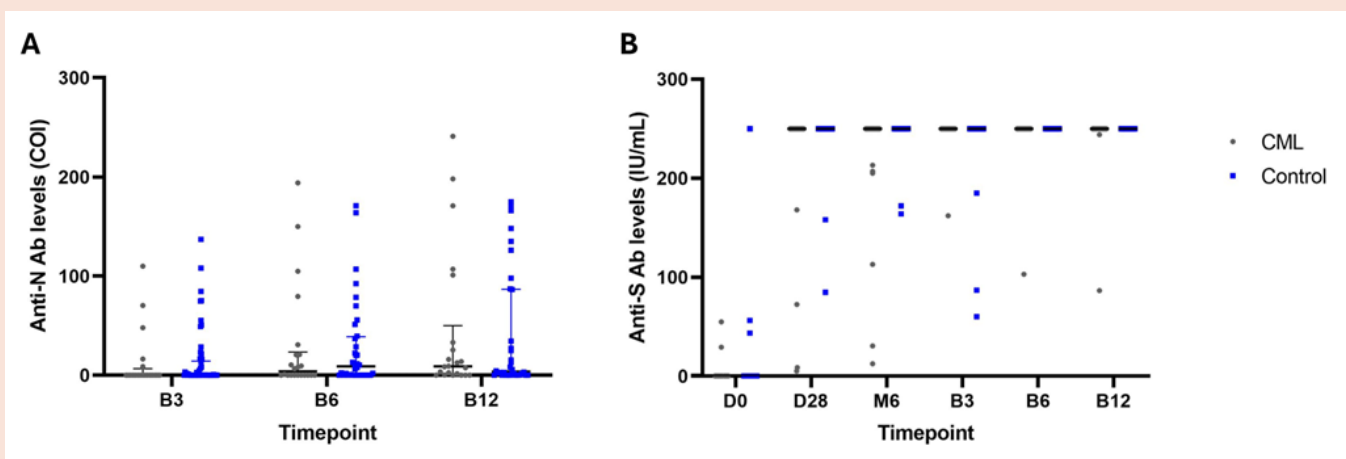 A
Anti-N Ab levels (COI)
300
200
100
0
B3 B6 B12
Timepoint
B
Anti-S Ab levels (IU/mL)
300
200
100
0
D0 D28 M6 B3 B6 B12
Timepoint
CML
Control